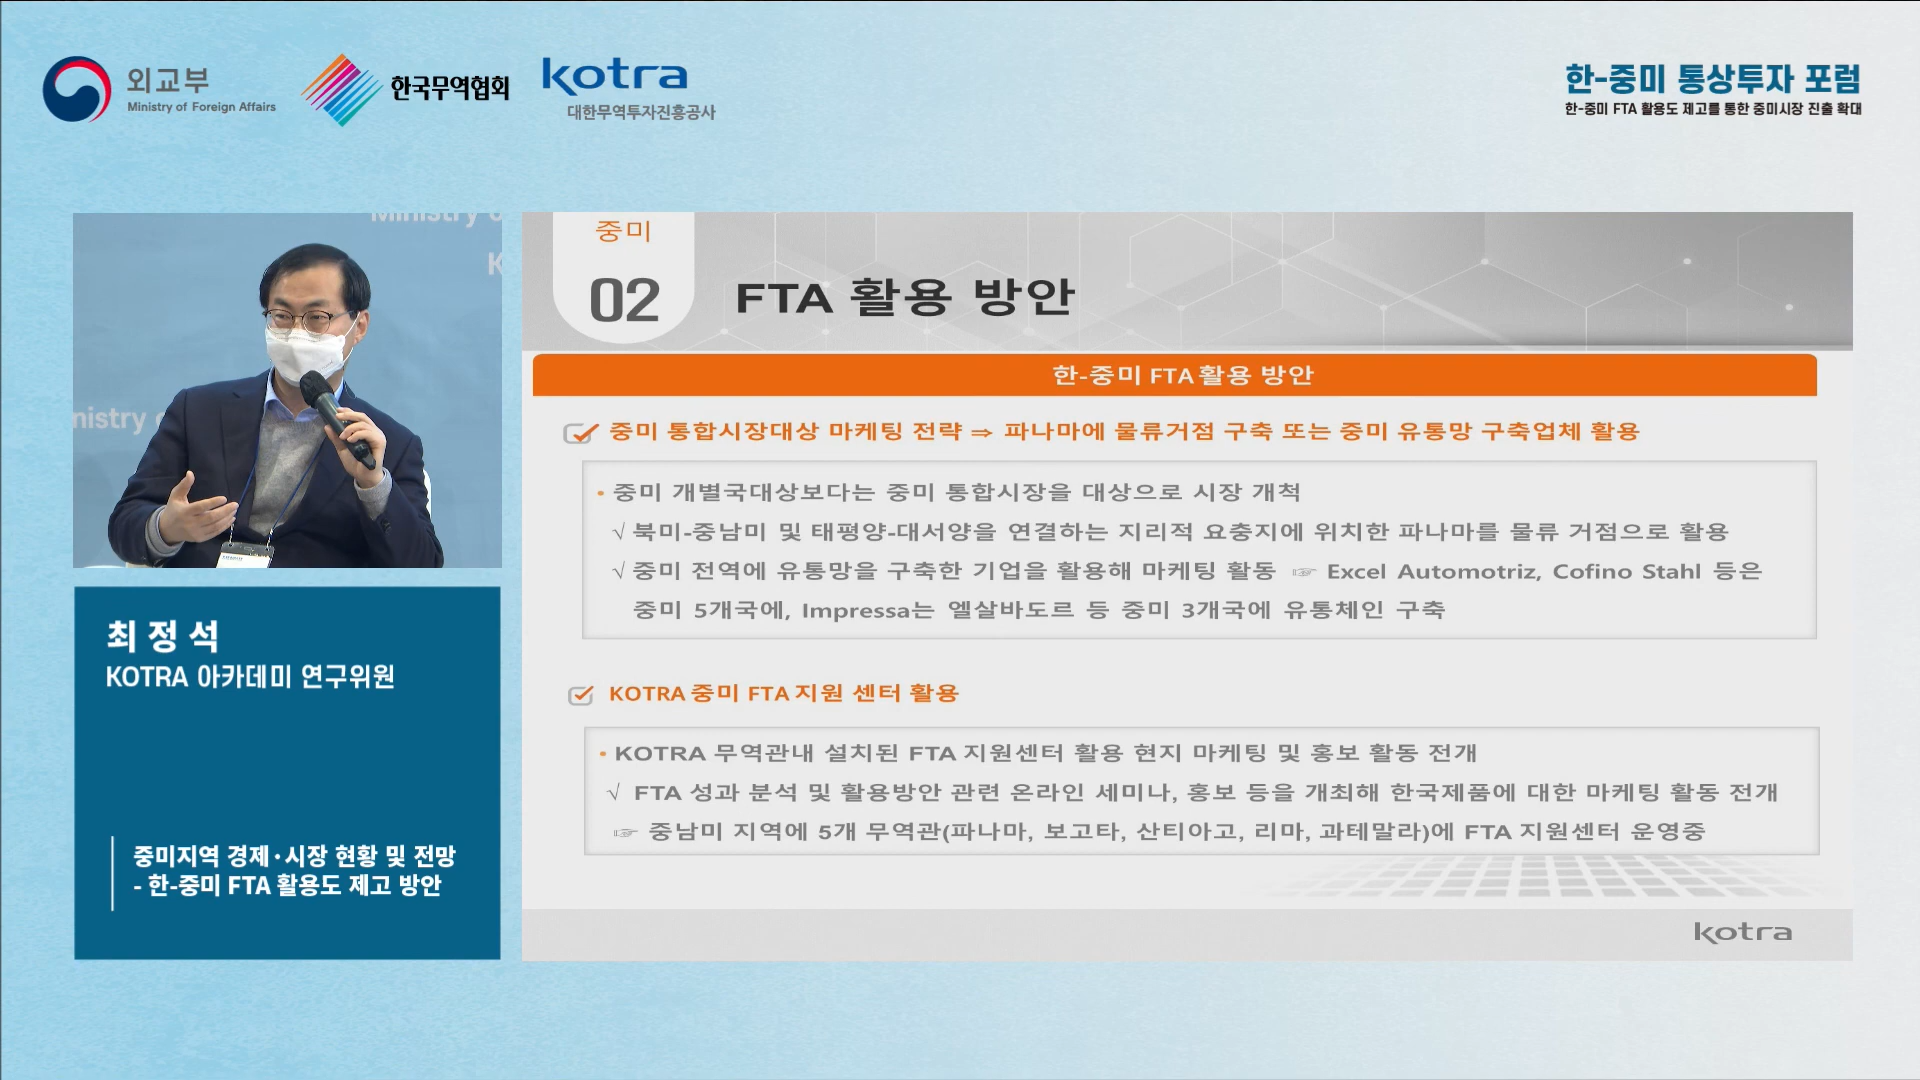 외교부
Ministry of Foreign Affairs
한국무역협회
kotra
대한무역투자진흥공사
한-중미 통상투자 포럼
한-중미 FTA 활용도 제고를 통한 중미시장 진출 확대
Ministry o
K
nistry o
최정석
KOTRA 아카데미 연구위원
중미지역 경제·시장 현황 및 전망
- 한-중미 FTA 활용도 제고 방안
중미
02
FTA 활용 방안
한-중미 FTA 활용 방안
중미 통합시장대상 마케팅 전략 ⇒ 파나마에 물류거점 구축 또는 중미 유통망 구축업체 활용
• 중미 개별국대상보다는 중미 통합시장을 대상으로 시장 개척
√ 북미-중남미 및 태평양-대서양을 연결하는 지리적 요충지에 위치한 파나마를 물류 거점으로 활용
√ 중미 전역에 유통망을 구축한 기업을 활용해 마케팅 활동 ☞ Excel Automotriz, Cofino Stahl 등은
중미 5개국에, Impressa는 엘살바도르 등 중미 3개국에 유통체인 구축
KOTRA 중미 FTA 지원 센터 활용
• KOTRA 무역관내 설치된 FTA 지원센터 활용 현지 마케팅 및 홍보 활동 전개
√ FTA 성과 분석 및 활용방안 관련 온라인 세미나, 홍보 등을 개최해 한국제품에 대한 마케팅 활동 전개
☞ 중남미 지역에 5개 무역관(파나마, 보고타, 산티아고, 리마, 과테말라)에 FTA 지원센터 운영중
kotra